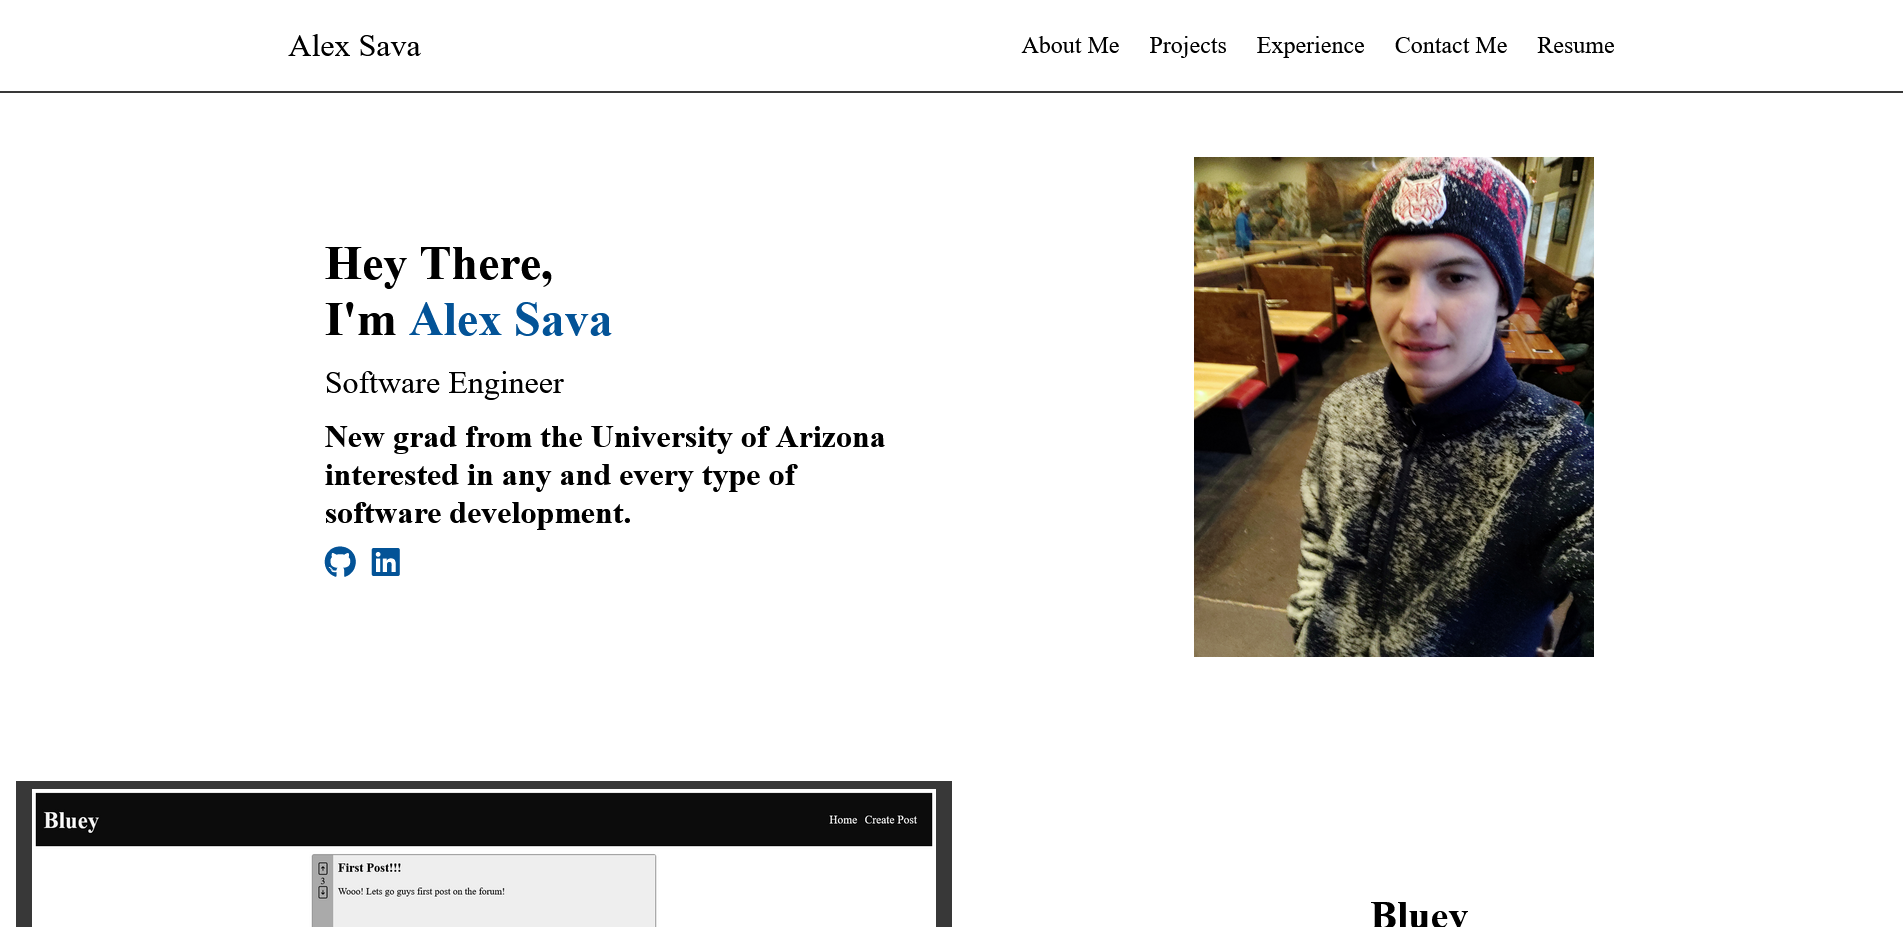 Alex Sava
About Me Projects Experience Contact Me Resume
Hey There,
I'm Alex Sava
Software Engineer
New grad from the University of Arizona
interested in any and every type of
software development.
in
Bluey
Home Create Post
First Post!!!
3
Wooo! Lets go guys first post on the forum!
Bluey